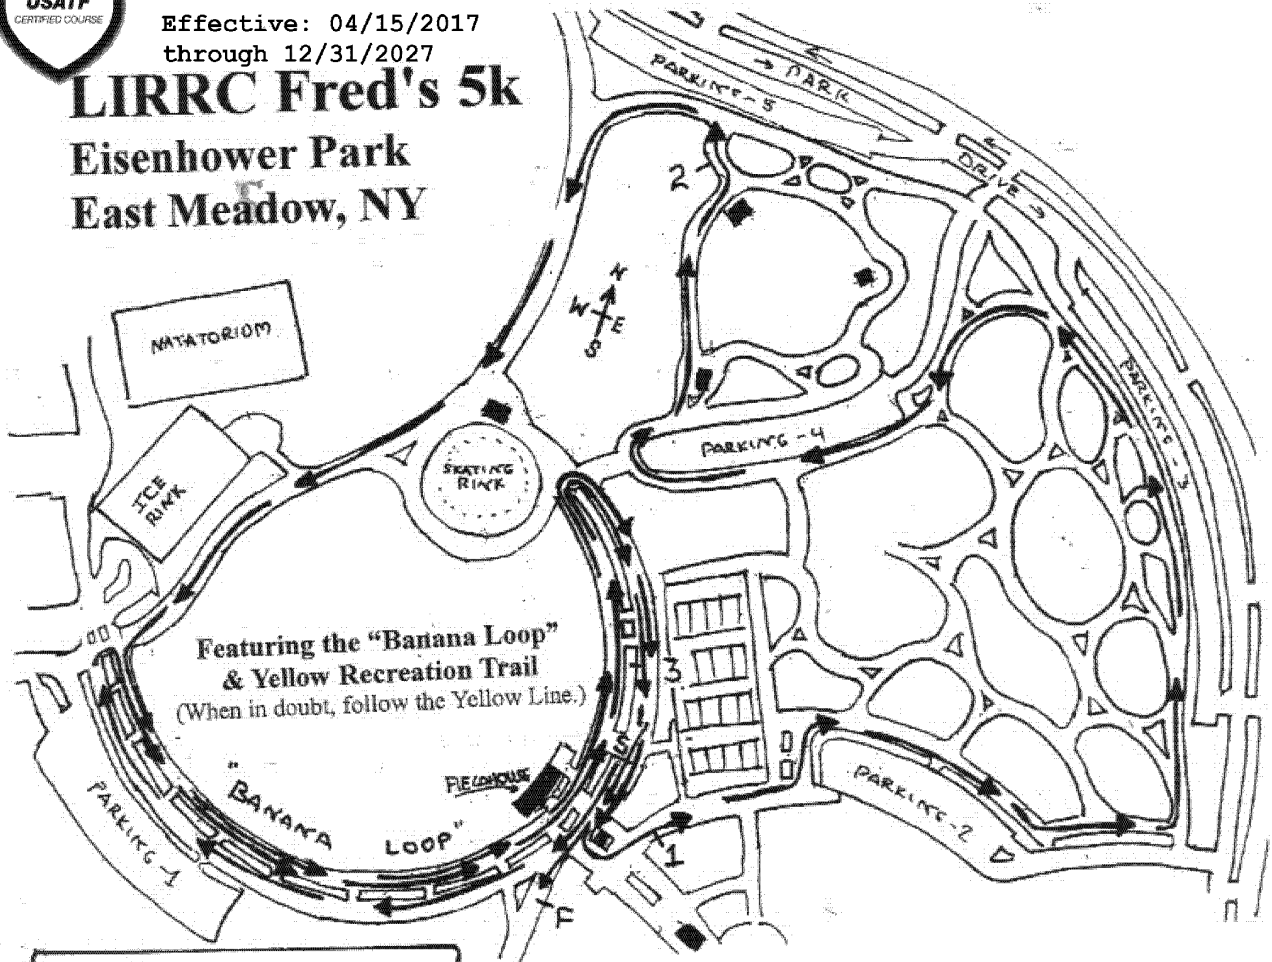 USATF
CERTIFIED COURSE
Effective: 04/15/2017
through 12/31/2027
LIRRC Fred's 5k
Eisenhower Park
East Meadow, NY
PARKING-5
PARK
DRIVE
2
N
W
E
S
NATATORIUM
PARKING-3
PARKING-4
SKATING
RINK
ICE
RINK
Featuring the “Banana Loop”
& Yellow Recreation Trail
(When in doubt, follow the Yellow Line.)
3
S
FIELDHOUSE
"BANANA
LOOP"
PARKING-2
PARKING-1
1
F